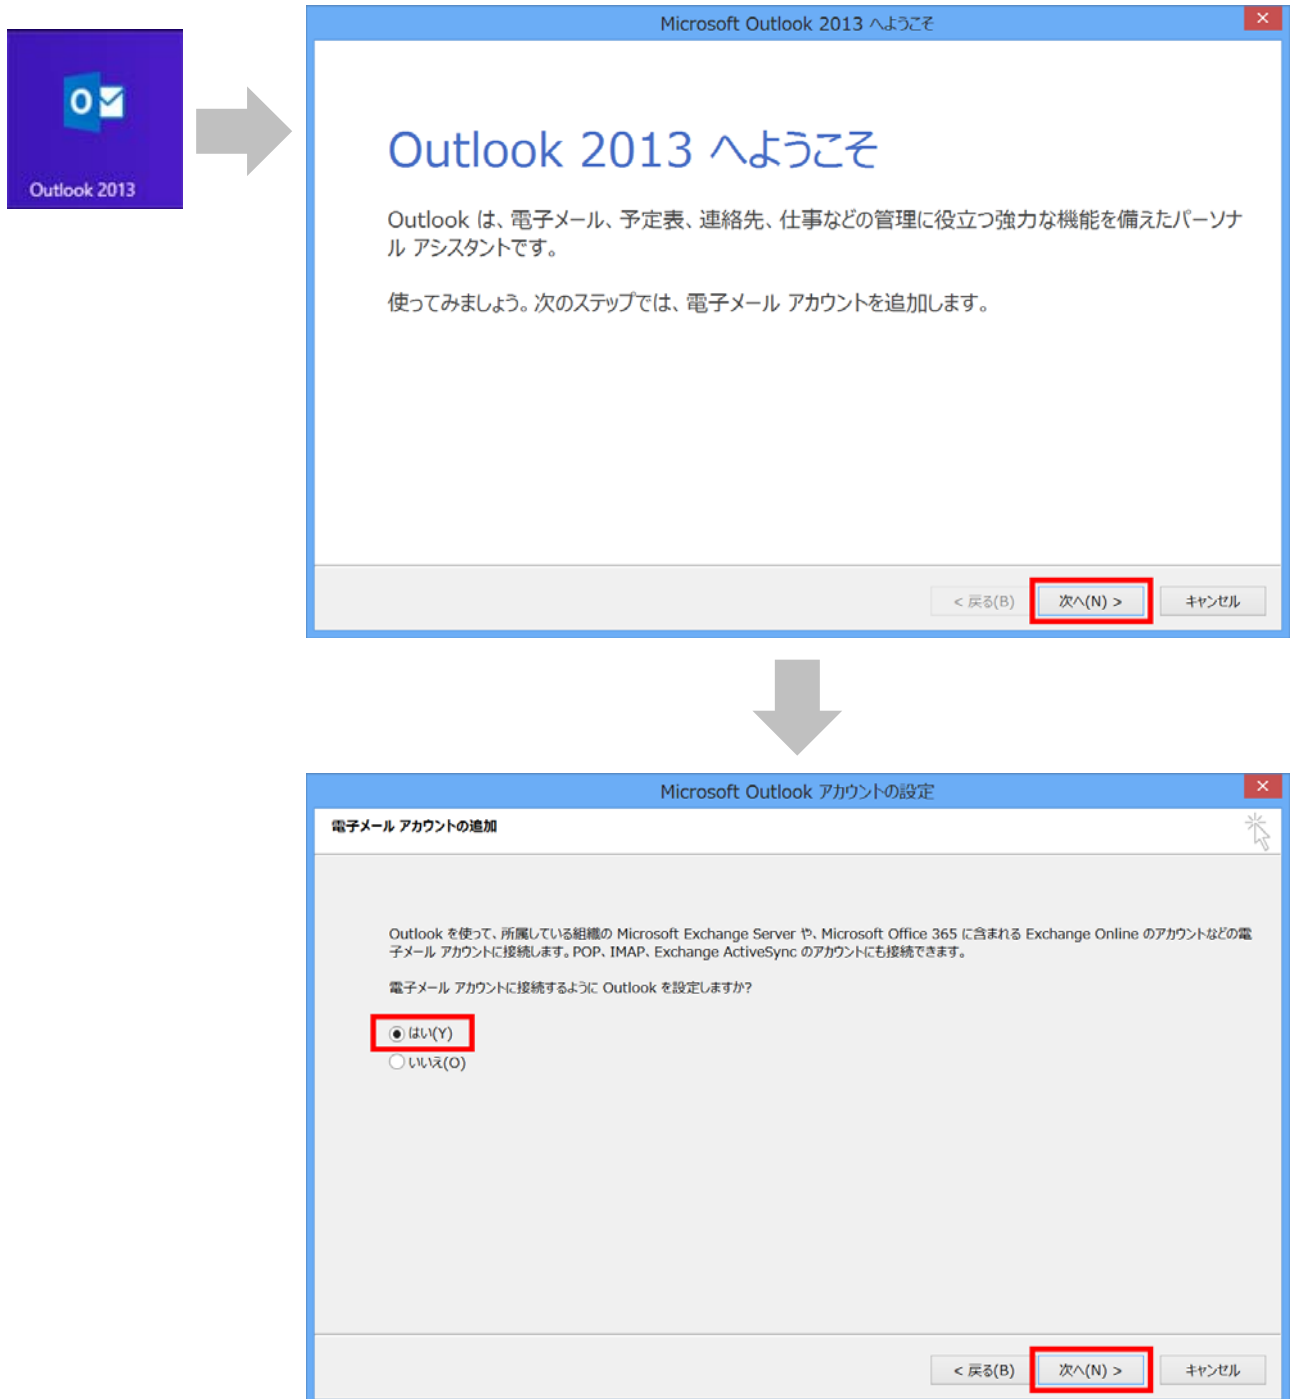 Outlook 2013
Microsoft Outlook 2013 へようこそ
Outlook 2013 へようこそ
Outlook は、電子メール、予定表、連絡先、仕事などの管理に役立つ強力な機能を備えたパーソナ
ル アシスタントです。
使ってみましょう。次のステップでは、電子メール アカウントを追加します。
< 戻る(B) 次へ(N) > キャンセル
Microsoft Outlook アカウントの設定
電子メール アカウントの追加
Outlook を使って、所属している組織の Microsoft Exchange Server や、Microsoft Office 365 に含まれる Exchange Online のアカウントなどの電
子メール アカウントに接続します。POP、IMAP、Exchange ActiveSync のアカウントにも接続できます。
電子メール アカウントに接続するように Outlook を設定しますか?
はい(Y)
いいえ(O)
< 戻る(B) 次へ(N) > キャンセル